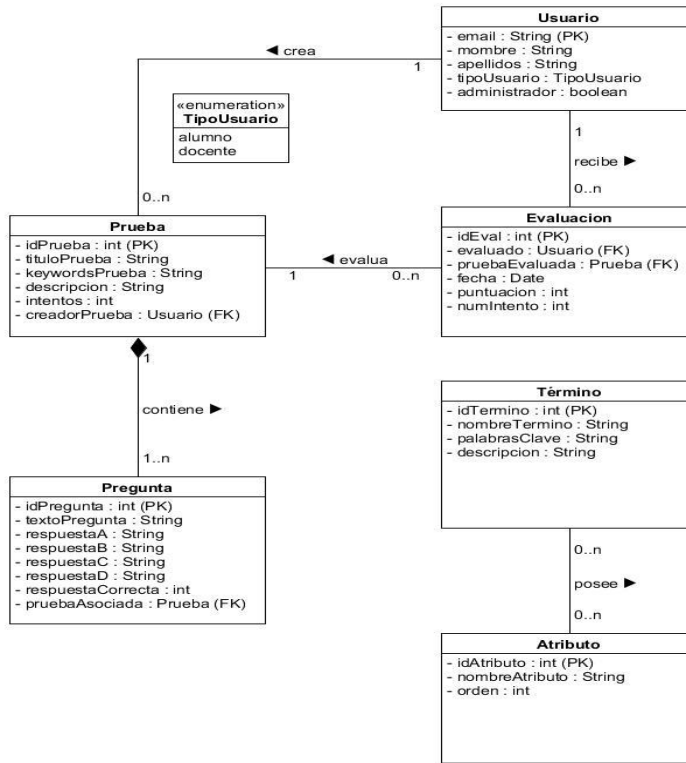 Usuario
- email : String (PK)
- mombre : String
- apellidos : String
- tipoUsuario : TipoUsuario
- administrador : boolean
◄ crea
1
«enumeration»
TipoUsuario
alumno
docente
1
recibe ►
0..n
0..n
Prueba
- idPrueba : int (PK)
- tituloPrueba : String
- keywordsPrueba : String
- descripcion : String
- intentos : int
- creadorPrueba : Usuario (FK)
◄ evalua
1
0..n
Evaluacion
- idEval : int (PK)
- evaluado : Usuario (FK)
- pruebaEvaluada : Prueba (FK)
- fecha : Date
- puntuacion : int
- numIntento : int
1
contiene ►
1..n
Término
- idTermino : int (PK)
- nombreTermino : String
- palabrasClave : String
- descripcion : String
Pregunta
- idPregunta : int (PK)
- textoPregunta : String
- respuestaA : String
- respuestaB : String
- respuestaC : String
- respuestaD : String
- respuestaCorrecta : int
- pruebaAsociada : Prueba (FK)
0..n
posee ►
0..n
Atributo
- idAtributo : int (PK)
- nombreAtributo : String
- orden : int